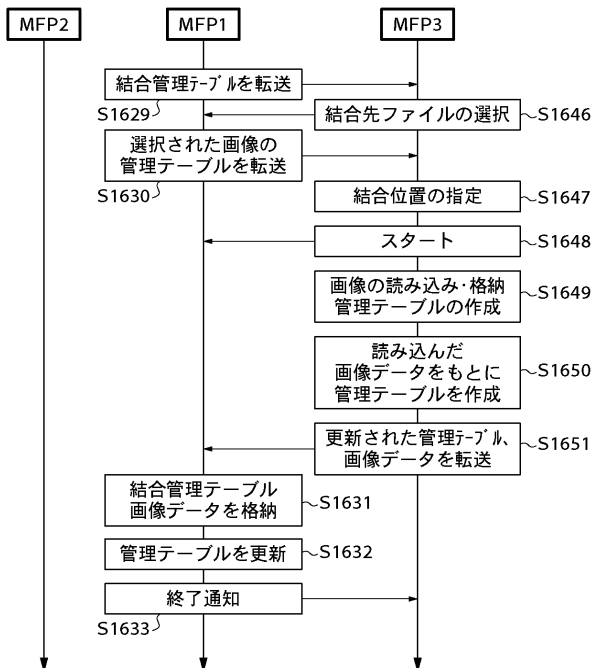 MFP2
MFP1
MFP3
結合管理ﾃｰﾌﾞﾙを転送
S1629
結合先ファイルの選択
S1646
選択された画像の
管理テーブルを転送
S1630
結合位置の指定
S1647
スタート
S1648
画像の読み込み･格納
管理テーブルの作成
S1649
読み込んだ
画像データをもとに
管理テーブルを作成
S1650
更新された管理ﾃｰﾌﾞﾙ、
画像データを転送
S1651
結合管理テーブル
画像データを格納
S1631
管理テーブルを更新
S1632
終了通知
S1633